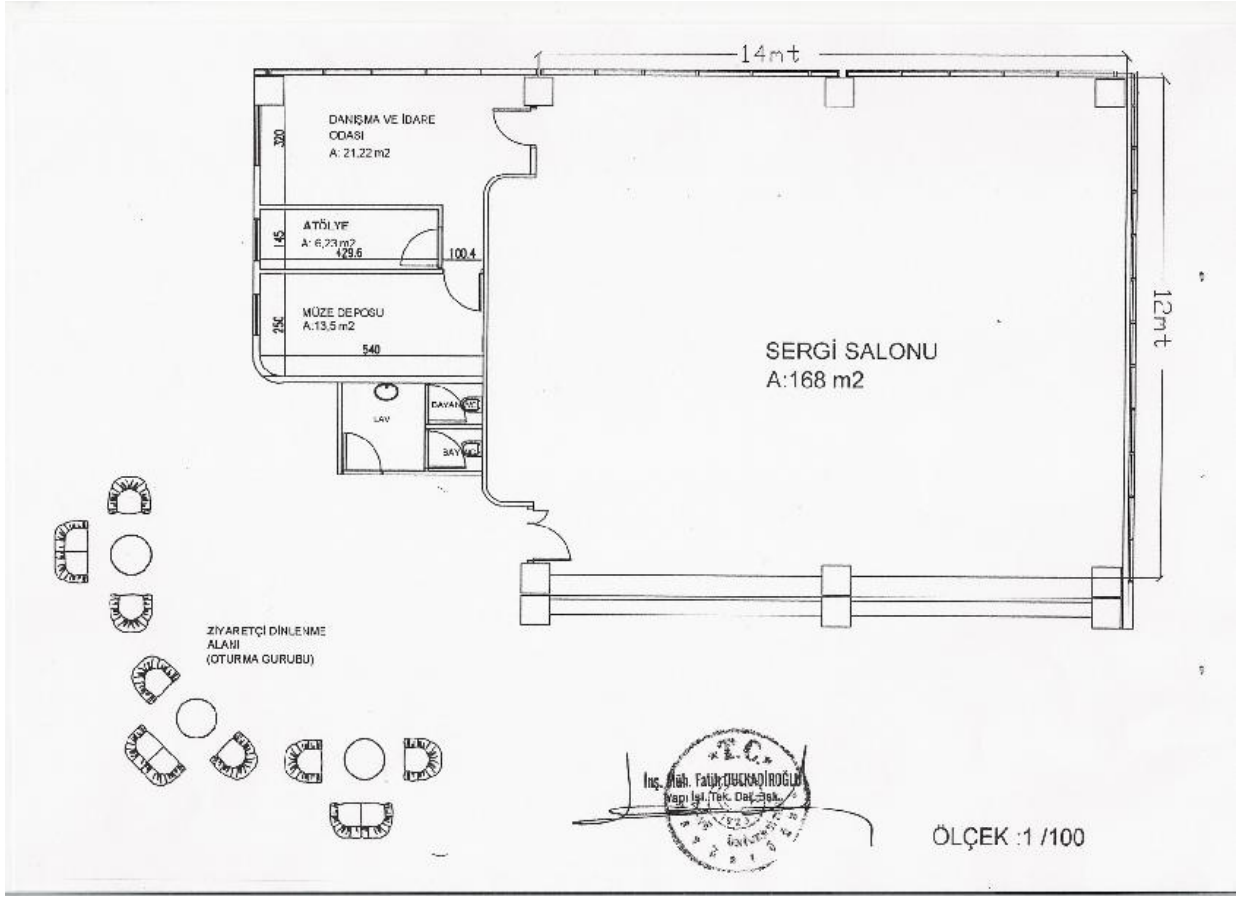 14mt
DANIŞMA VE İDARE
ODASI
A: 21,22 m2
320
ATÖLYE
A: 6,23 m2
145
429.6
100.4
MÜZE DEPOSU
A:13,5 m2
250
540
12mt
SERGİ SALONU
A:168 m2
BAYAN
LAV
BAY
ZİYARETÇİ DİNLENME
ALANI
(OTURMA GURUBU)
T.C.
İnş. Müh. Fatih
Yapı İşl. Tek. Dai. Bşk.
1923
ÖLÇEK :1 /100